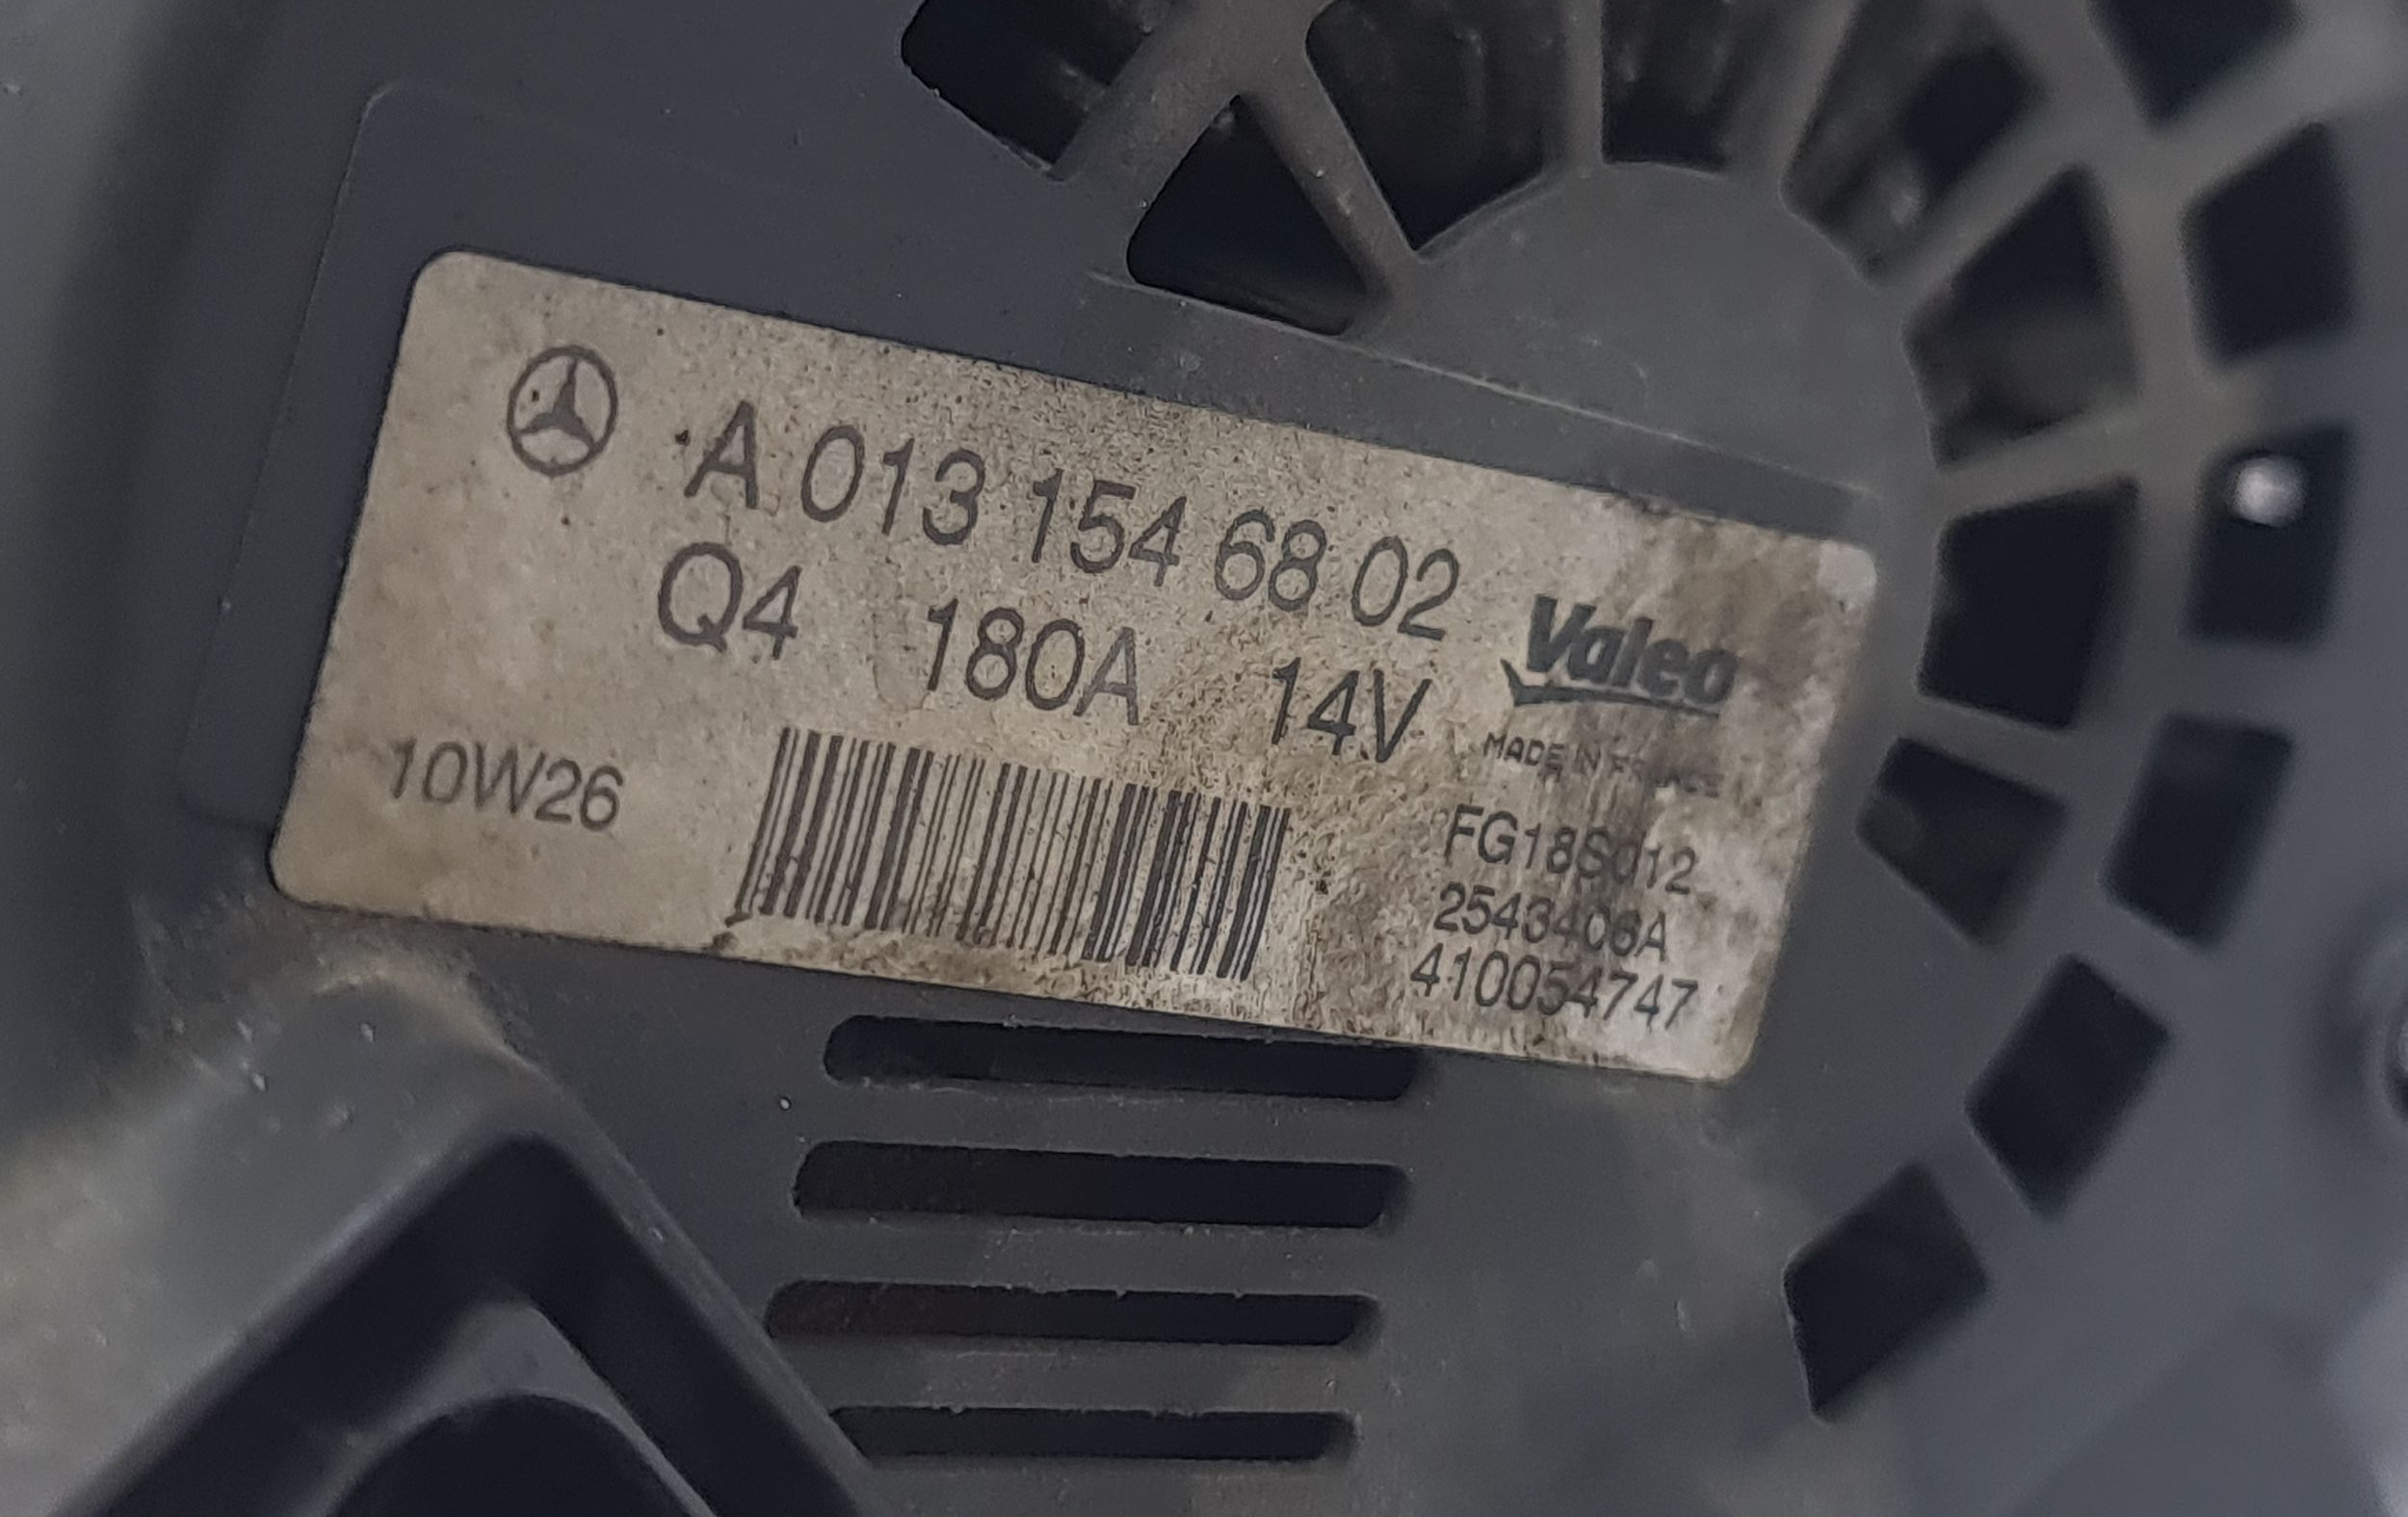 A 013 154 68 02
Q4 180A 14V
Valeo
MADE IN FRANCE
10W26
FG18S012
2543406A
410054747